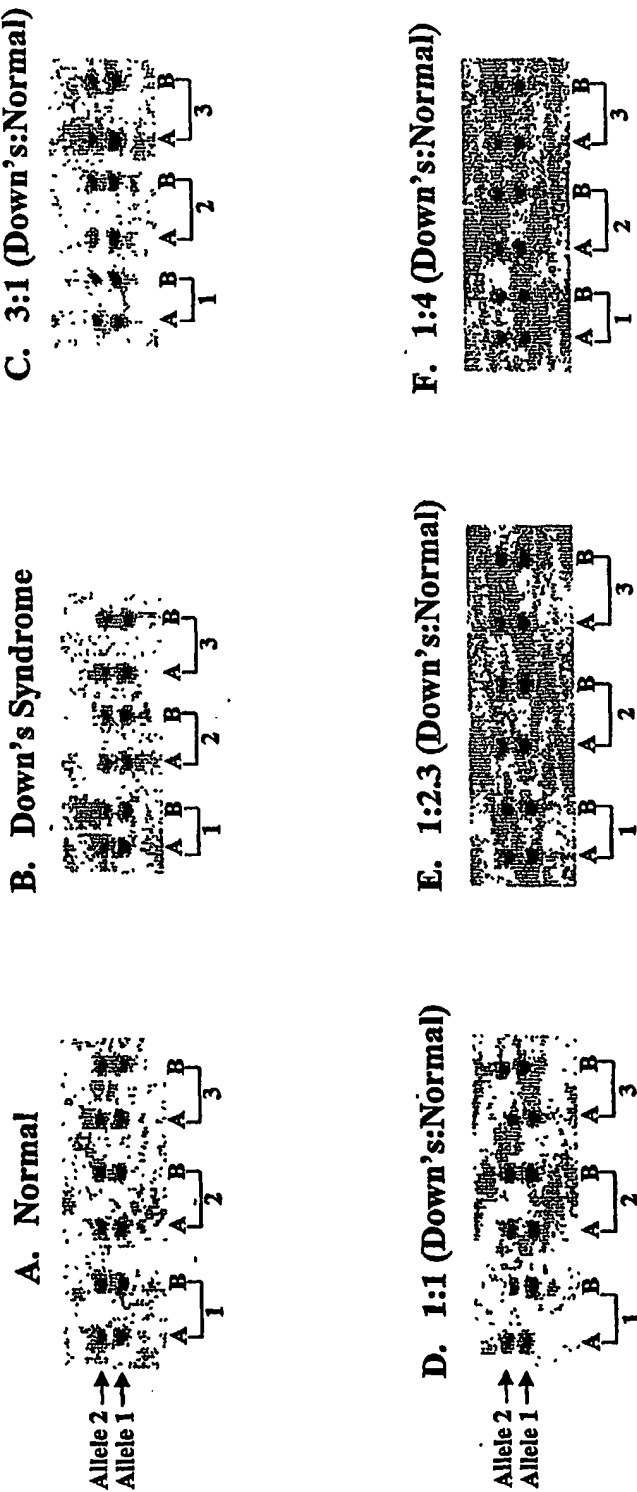 A. Normal
Allele 2
Allele 1
A B A B A B
1 2 3
B. Down's Syndrome
A B A B A B
1 2 3
C. 3:1 (Down's:Normal)
A B A B A B
1 2 3
D. 1:1 (Down's:Normal)
Allele 2
Allele 1
A B A B A B
1 2 3
E. 1:2.3 (Down's:Normal)
A B A B A B
1 2 3
F. 1:4 (Down's:Normal)
A B A B A B
1 2 3